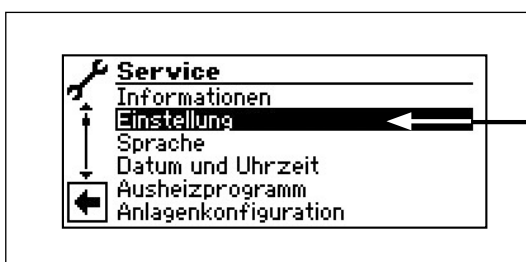 Service
Informationen
Einstellung
Sprache
Datum und Uhrzeit
Ausheizprogramm
Anlagenkonfiguration